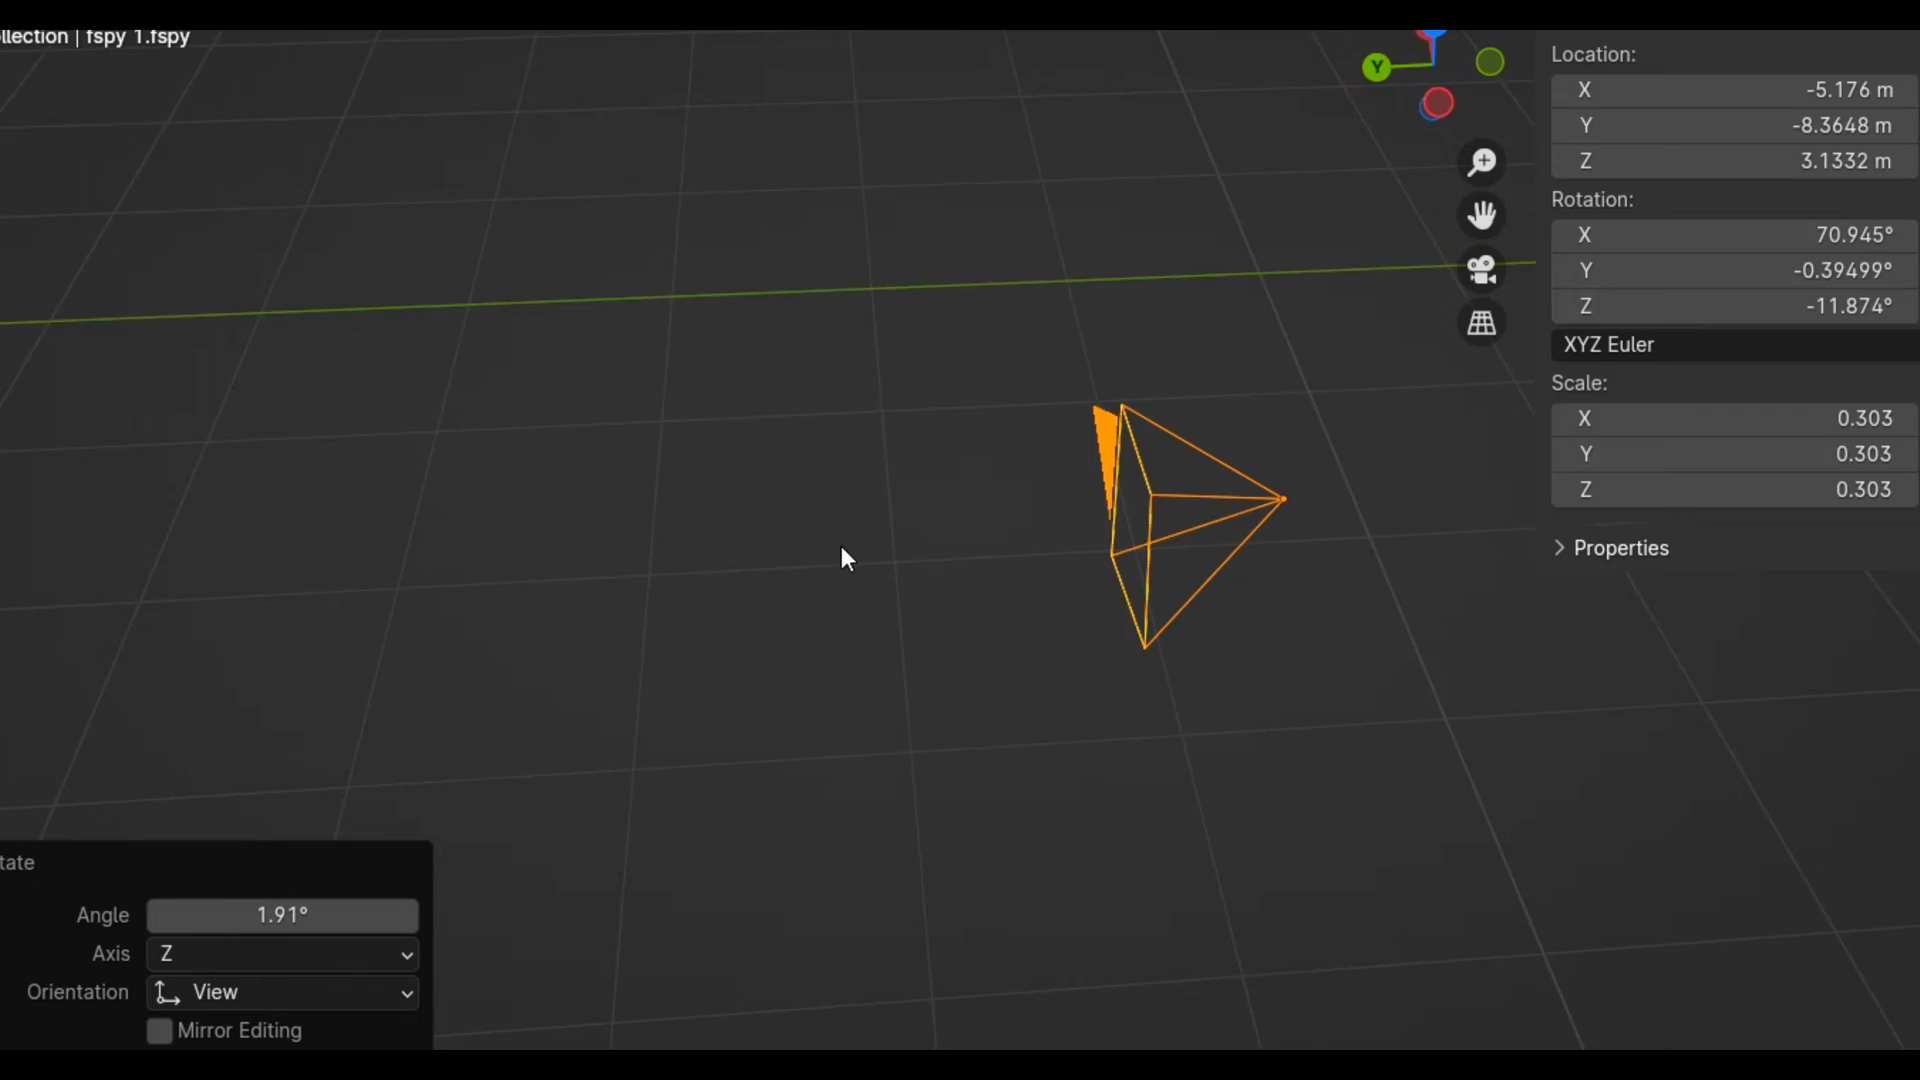 llection | fspy 1.fspy
Y
Location:
X -5.176 m
Y -8.3648 m
Z 3.1332 m
Rotation:
X 70.945°
Y -0.39499°
Z -11.874°
XYZ Euler
Scale:
X 0.303
Y 0.303
Z 0.303
Properties
tate
Angle 1.91°
Axis Z
Orientation View
Mirror Editing